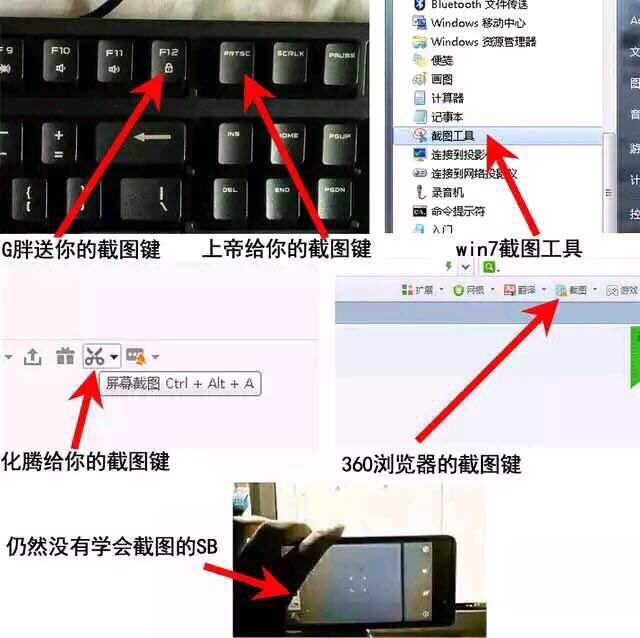 F9 F10 F11 F12 PRTSC SCRLK PAUSE
INS HOME PGUP
DEL END PGDN
Bluetooth 文件传送
Windows 移动中心
Windows 资源管理器
便笺
画图
计算器
记事本
截图工具
连接到投影
连接到网络投影仪
录音机
命令提示符
入门
G胖送你的截图键
上帝给你的截图键
win7截图工具
扩展 网银 翻译 截图 游戏
屏幕截图 Ctrl + Alt + A
化腾给你的截图键
360浏览器的截图键
仍然没有学会截图的SB